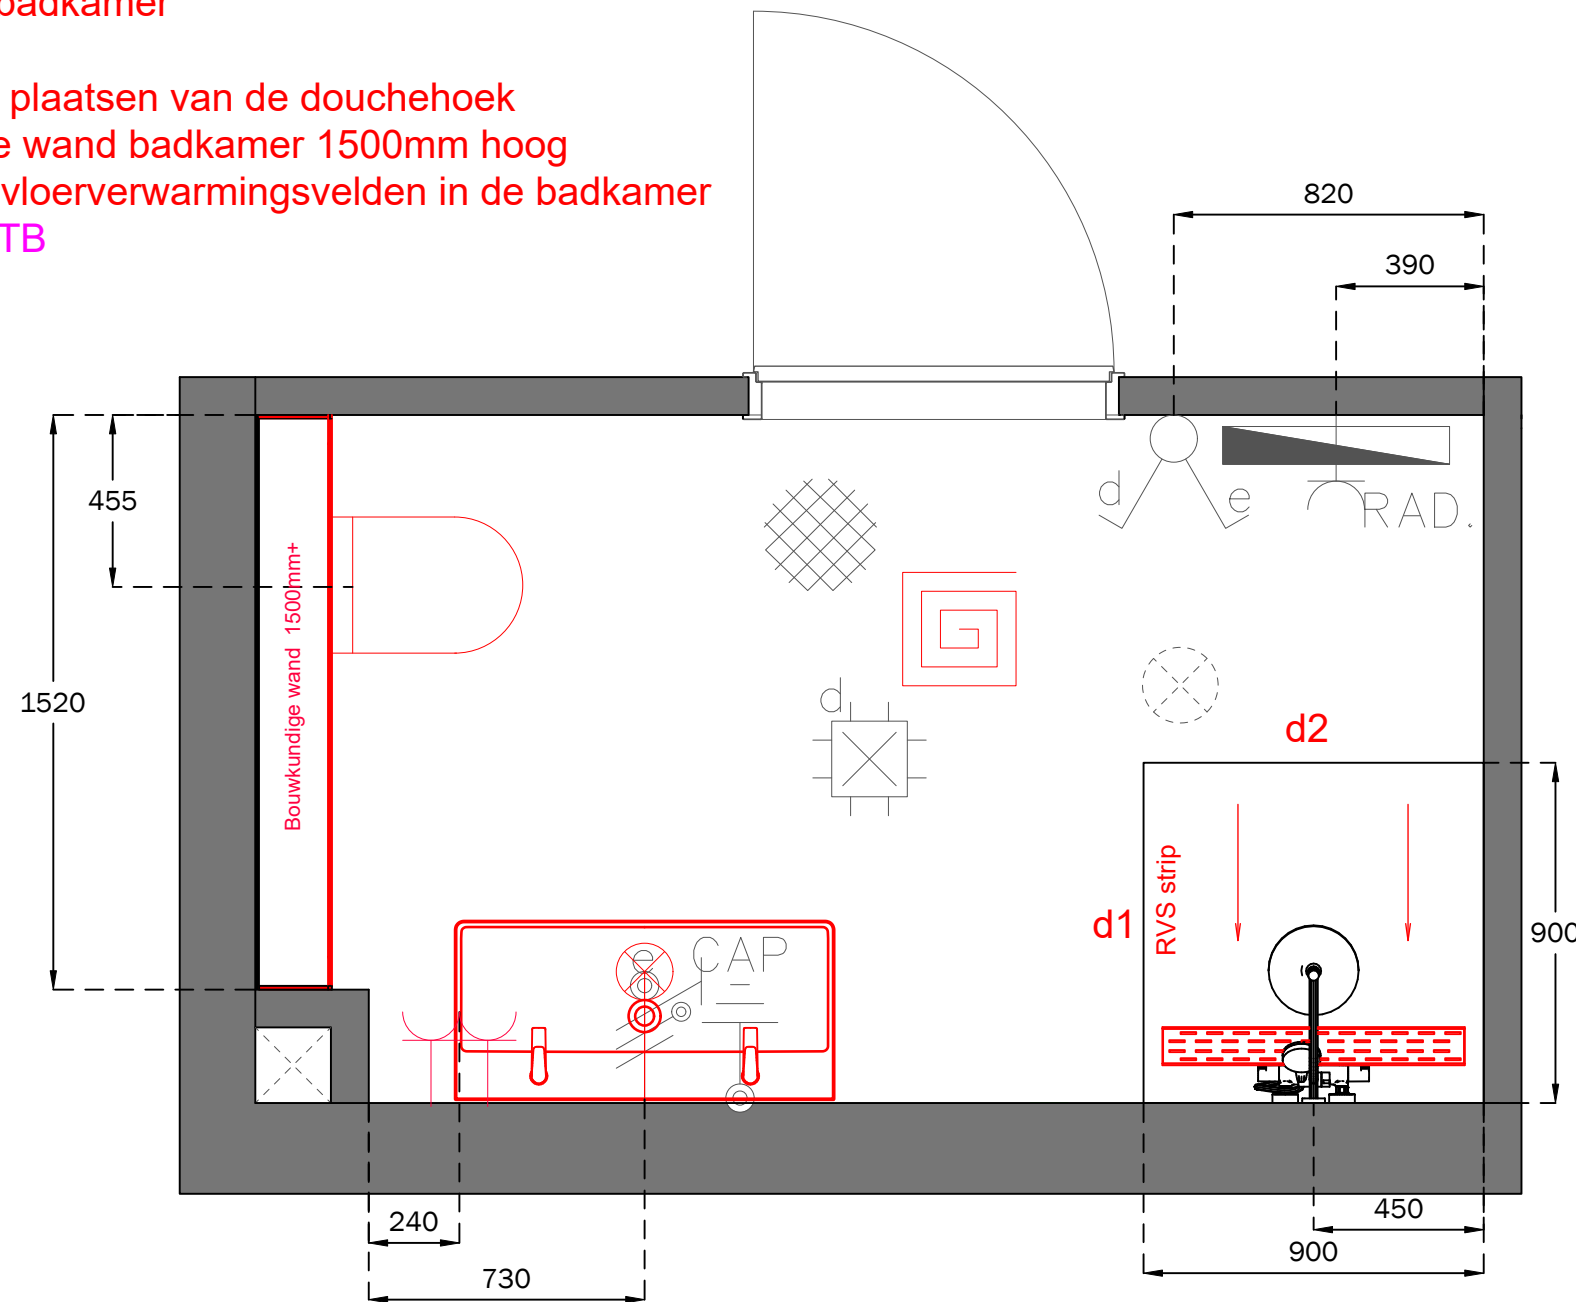 badkamer
plaatsen van de douchehoek
e wand badkamer 1500mm hoog
vloerverwarmingsvelden in de badkamer
TB
820
390
455
1520
Bouwkundige wand 1500mm+
d
e
RAD.
d
d2
d1
RVS strip
900
e
CAP
240
730
450
900